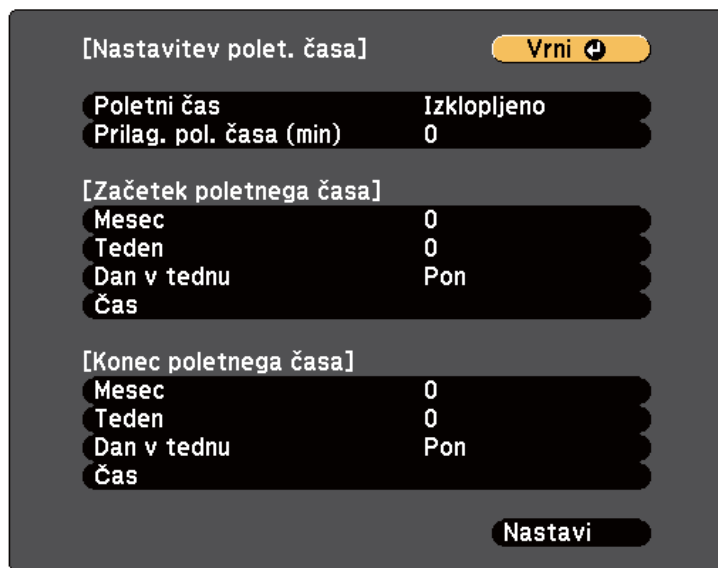 [Nastavitev polet. časa] Vrni
Poletni čas Izklopljeno
Prilag. pol. časa (min) 0
[Začetek poletnega časa]
Mesec 0
Teden 0
Dan v tednu Pon
Čas
[Konec poletnega časa]
Mesec 0
Teden 0
Dan v tednu Pon
Čas
Nastavi